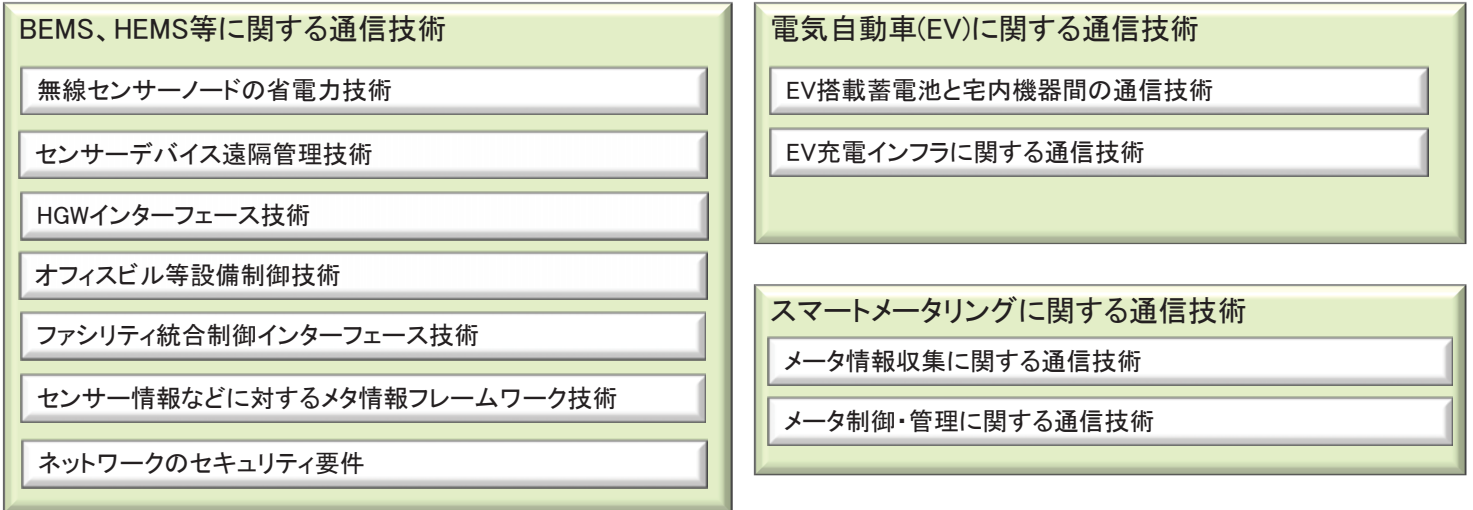 BEMS、HEMS等に関する通信技術
無線センサーノードの省電力技術
センサーデバイス遠隔管理技術
HGWインターフェース技術
オフィスビル等設備制御技術
ファシリティ統合制御インターフェース技術
センサー情報などに対するメタ情報フレームワーク技術
ネットワークのセキュリティ要件
電気自動車(EV)に関する通信技術
EV搭載蓄電池と宅内機器間の通信技術
EV充電インフラに関する通信技術
スマートメータリングに関する通信技術
メータ情報収集に関する通信技術
メータ制御・管理に関する通信技術